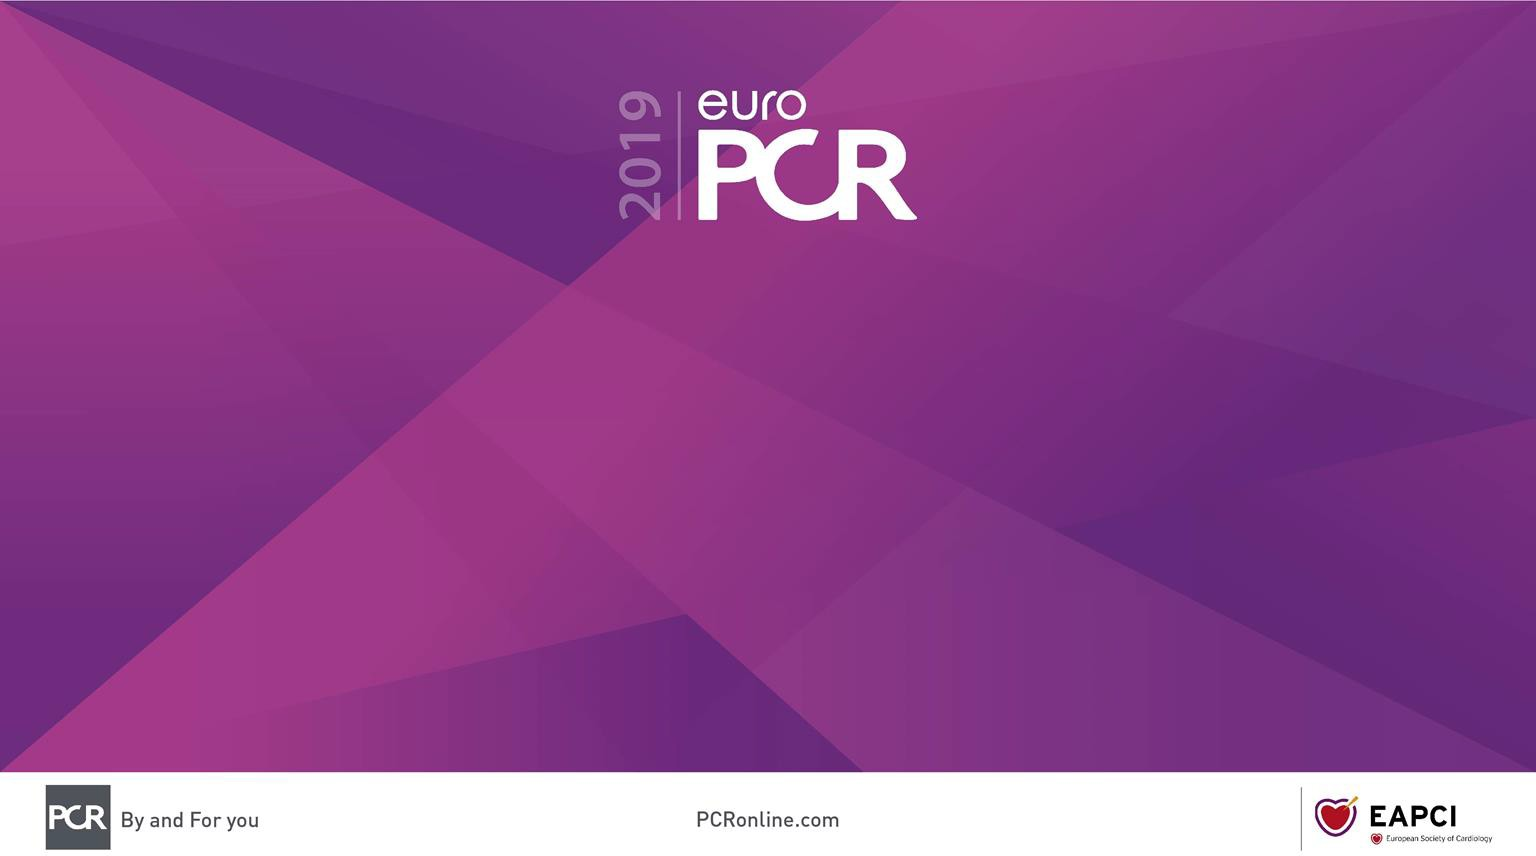 2019
euro
PCR
PCR By and For you
PCRonline.com
EAPCI
European Society of Cardiology